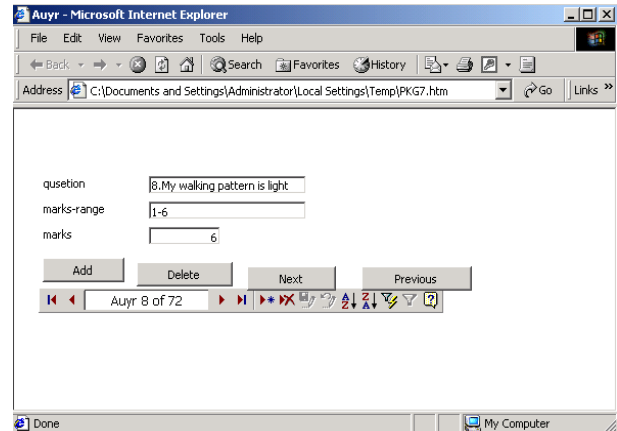 Auyr - Microsoft Internet Explorer
File Edit View Favorites Tools Help
Back Search Favorites History
Address C:\Documents and Settings\Administrator\Local Settings\Temp\PKG7.htm Go Links »
qusetion 8.My walking pattern is light
marks-range 1-6
marks 6
Add Delete Next Previous
Auyr 8 of 72
Done My Computer